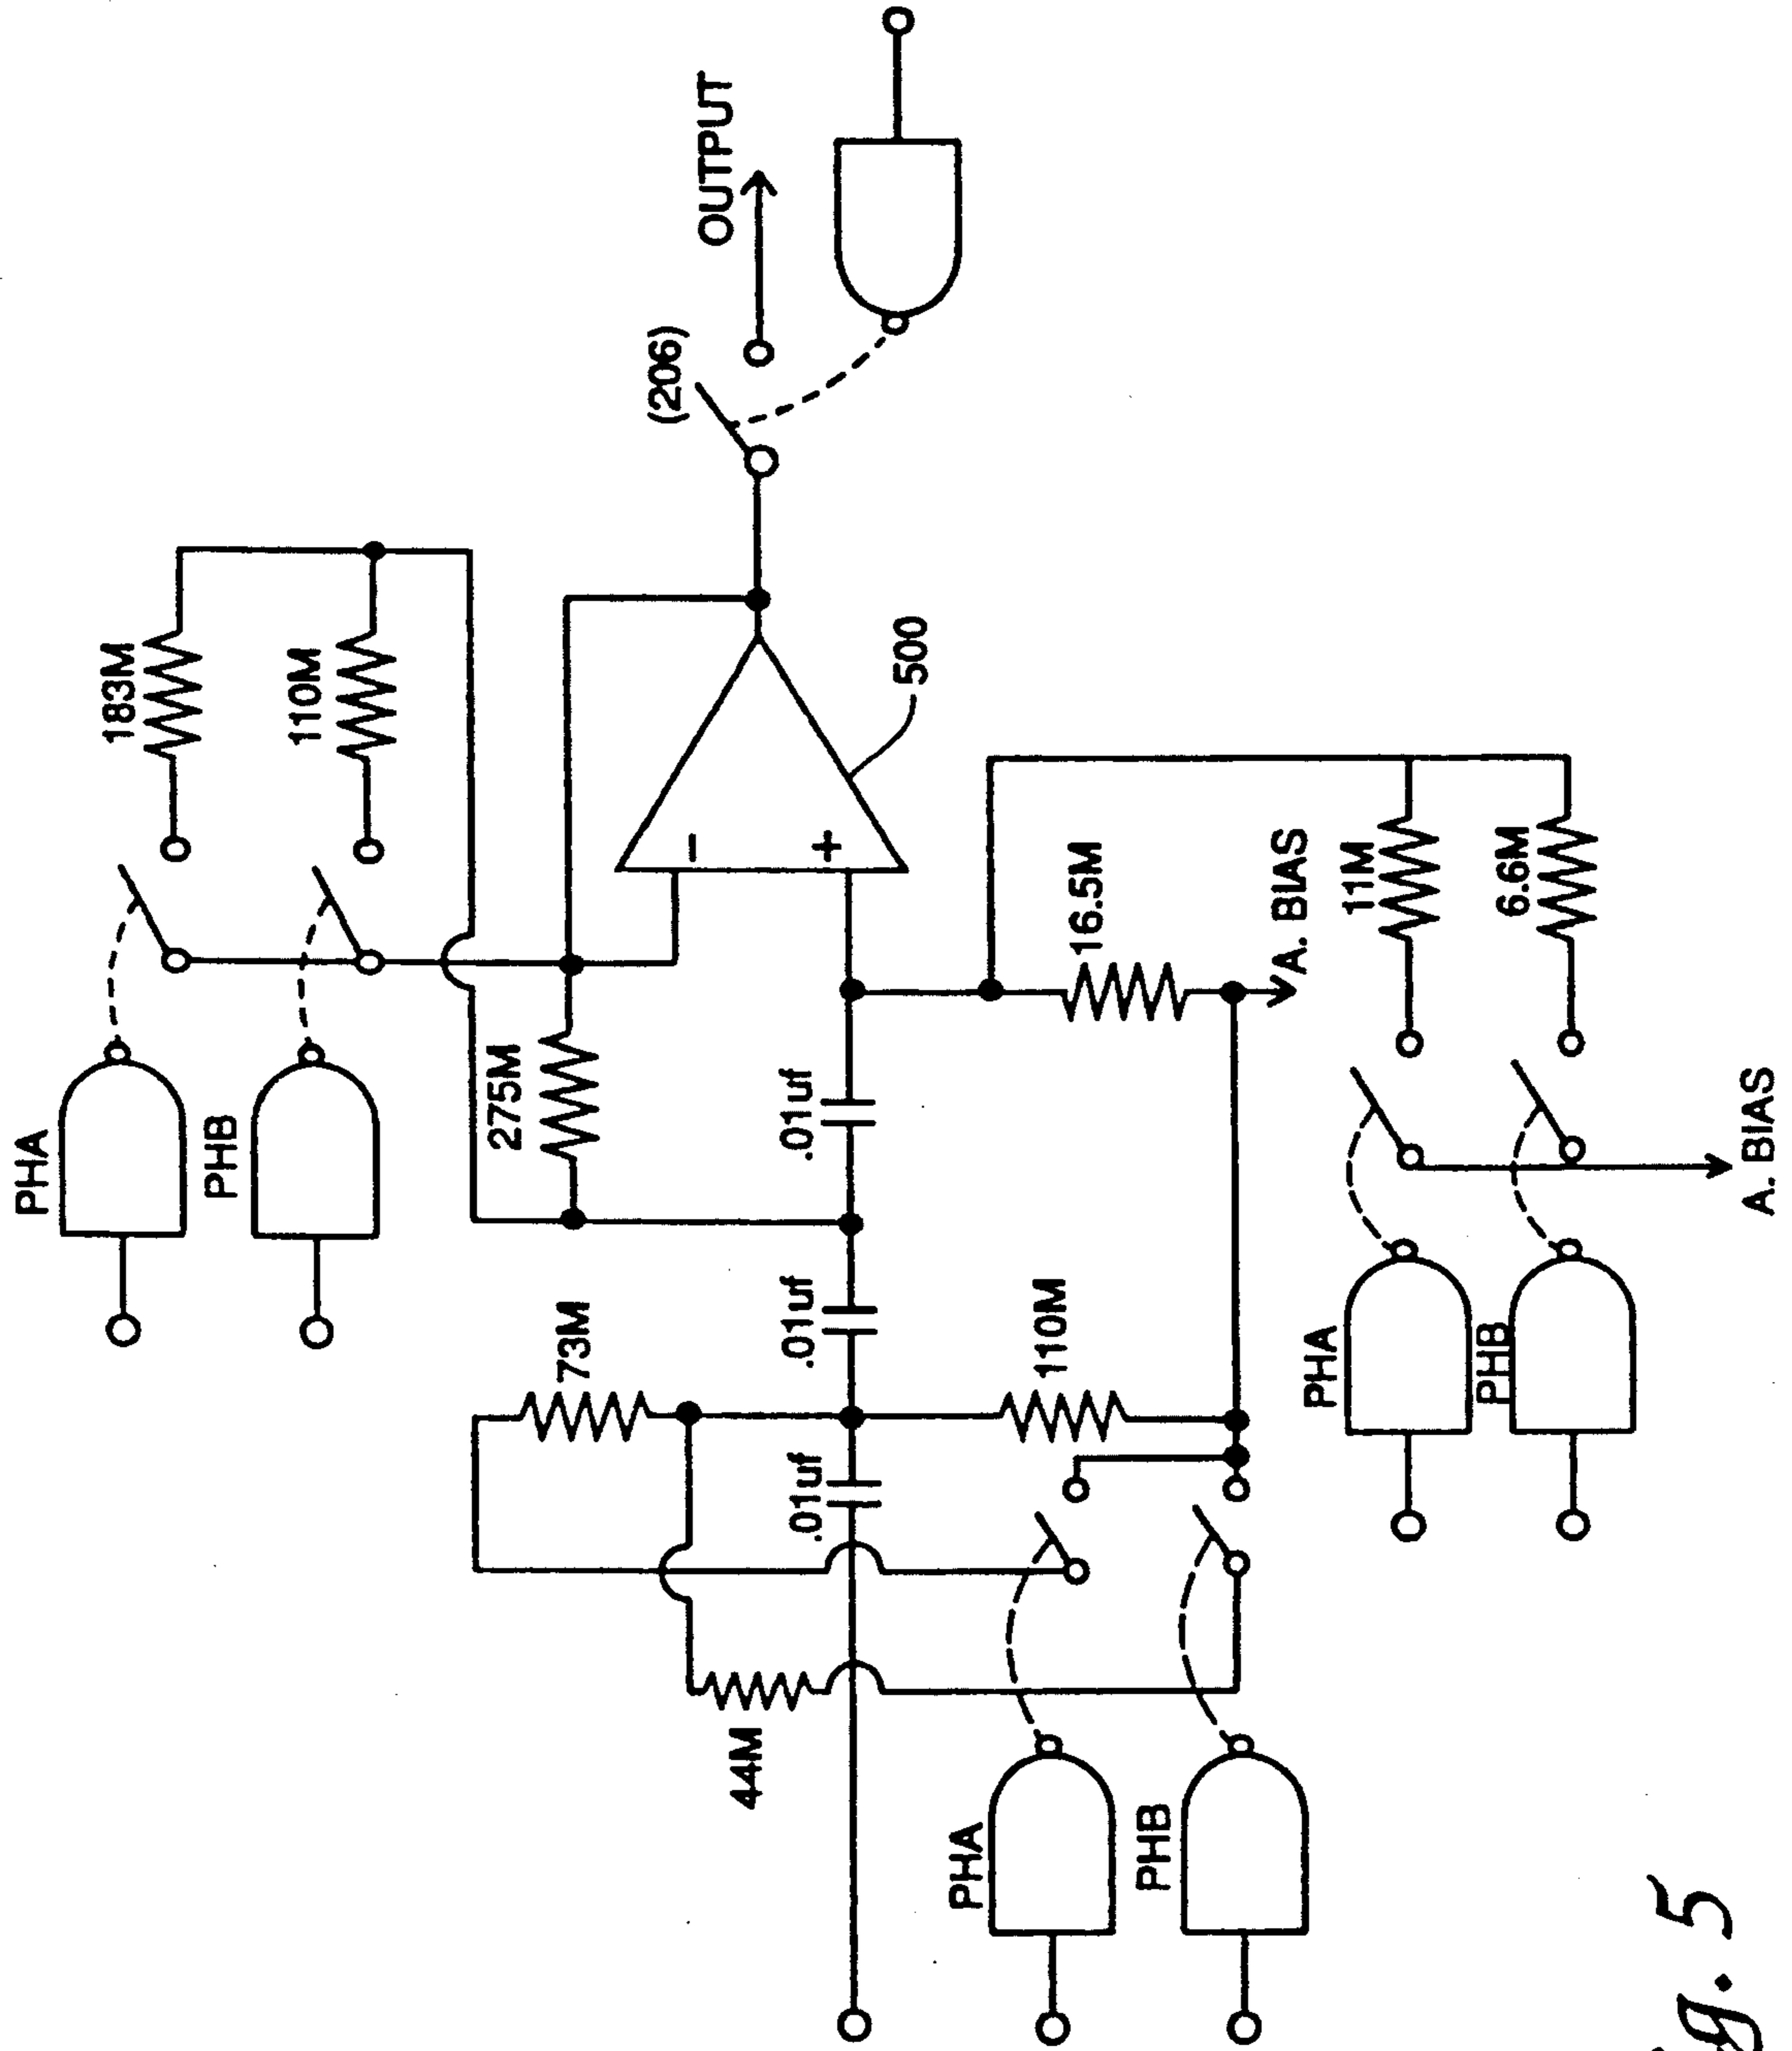 PHA
PHB
183M
110M
275M
OUTPUT
(206)
500
73M
44M
.01uf
.01uf
.01uf
110M
16.5M
A. BIAS
PHA
PHB
PHA
PHB
11M
6.6M
A. BIAS
5